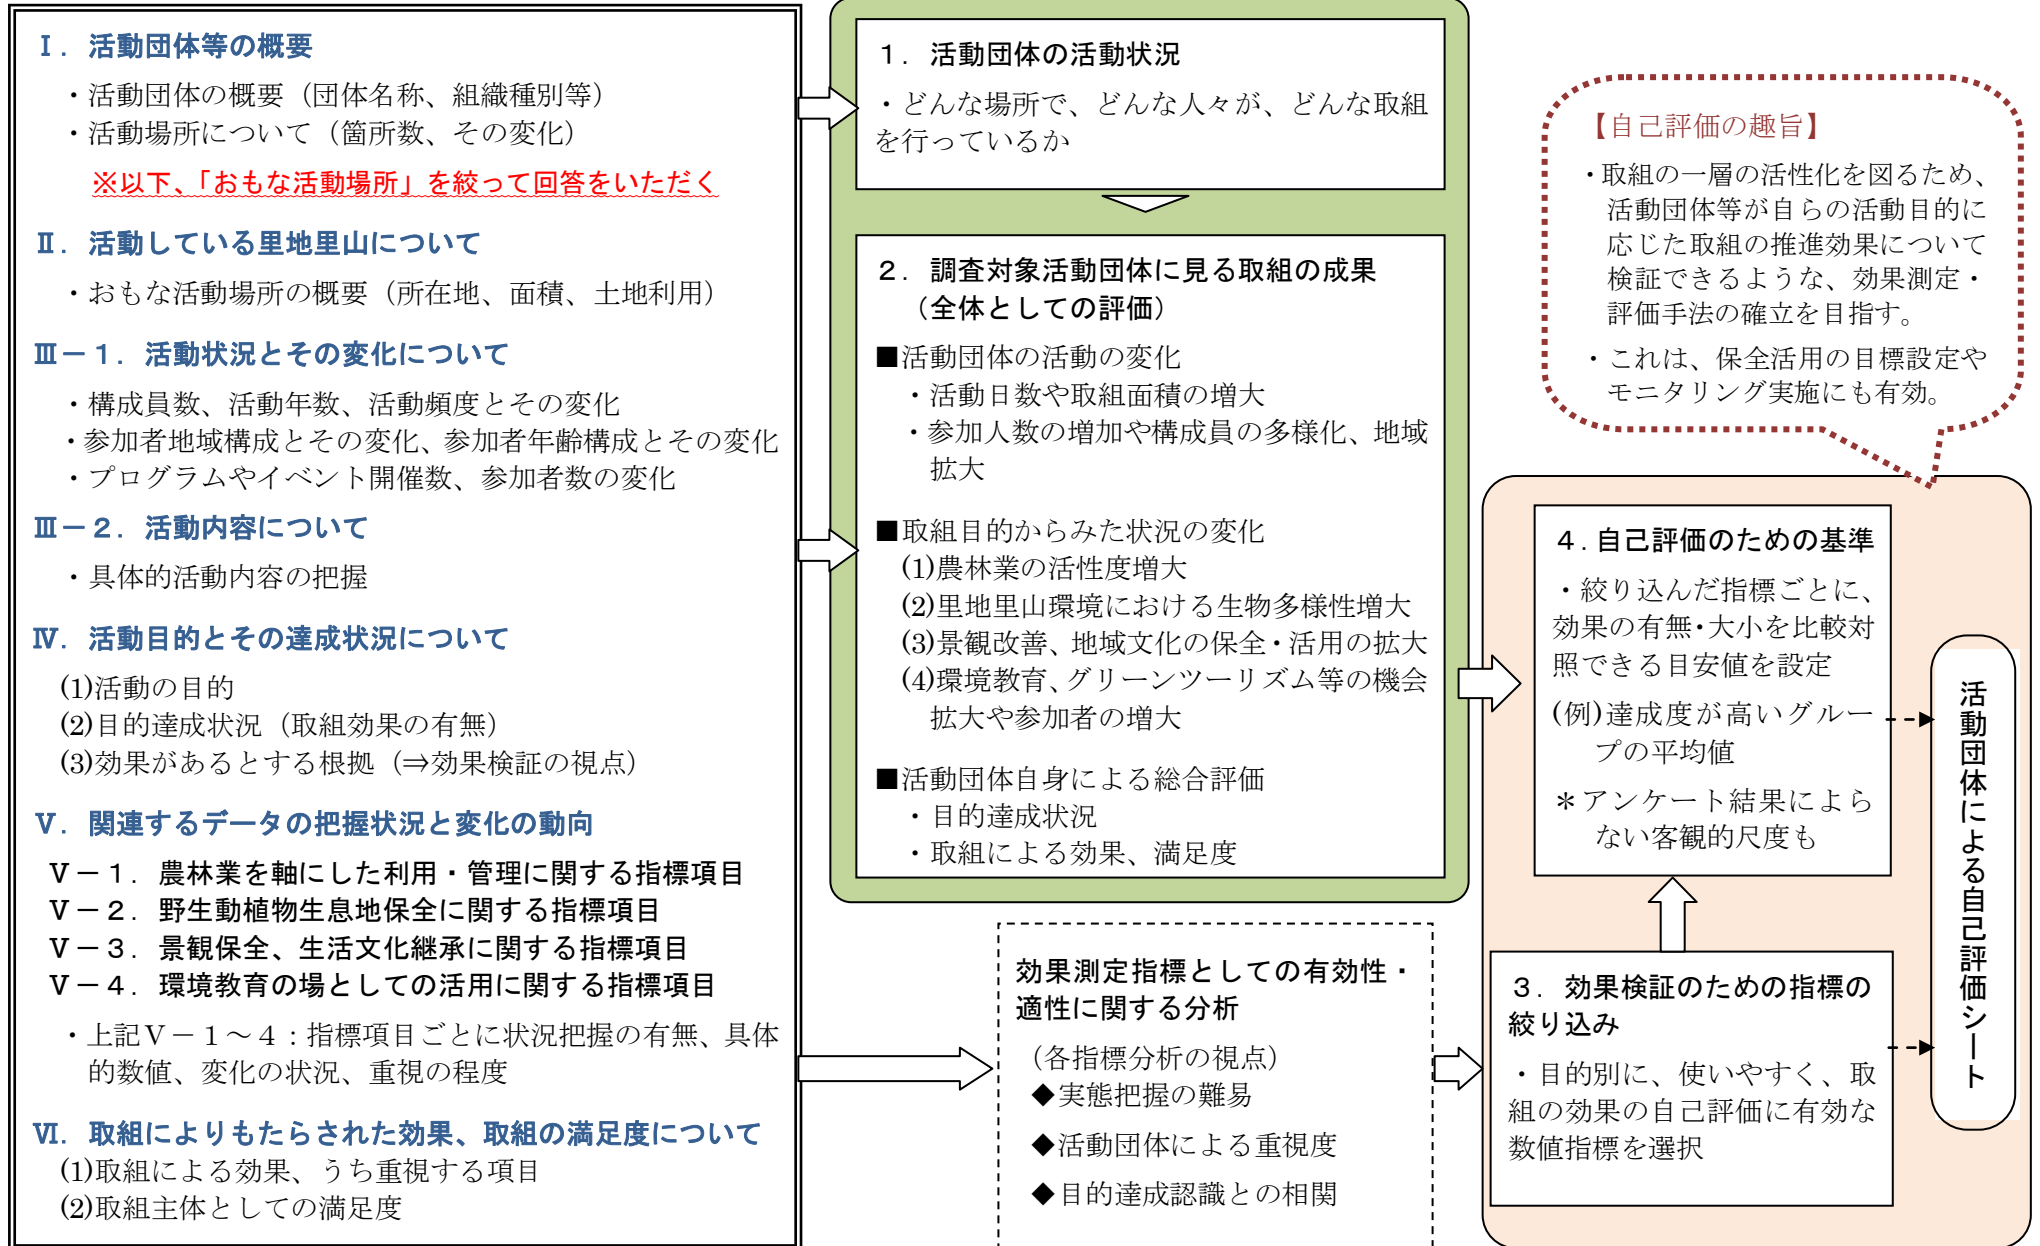 Ⅰ．活動団体等の概要
・活動団体の概要（団体名称、組織種別等）
・活動場所について（箇所数、その変化）
※以下、「おもな活動場所」を絞って回答をいただく
Ⅱ．活動している里地里山について
・おもな活動場所の概要（所在地、面積、土地利用）
Ⅲ－１．活動状況とその変化について
・構成員数、活動年数、活動頻度とその変化
・参加者地域構成とその変化、参加者年齢構成とその変化
・プログラムやイベント開催数、参加者数の変化
Ⅲ－２．活動内容について
・具体的活動内容の把握
Ⅳ．活動目的とその達成状況について
(1)活動の目的
(2)目的達成状況（取組効果の有無）
(3)効果があるとする根拠（⇒効果検証の視点）
Ⅴ．関連するデータの把握状況と変化の動向
Ⅴ－１．農林業を軸にした利用・管理に関する指標項目
Ⅴ－２．野生動植物生息地保全に関する指標項目
Ⅴ－３．景観保全、生活文化継承に関する指標項目
Ⅴ－４．環境教育の場としての活用に関する指標項目
・上記Ⅴ－１～４：指標項目ごとに状況把握の有無、具体
的数値、変化の状況、重視の程度
Ⅵ．取組によりもたらされた効果、取組の満足度について
(1)取組による効果、うち重視する項目
(2)取組主体としての満足度
１．活動団体の活動状況
・どんな場所で、どんな人々が、どんな取組
を行っているか
２．調査対象活動団体に見る取組の成果
（全体としての評価）
■活動団体の活動の変化
・活動日数や取組面積の増大
・参加人数の増加や構成員の多様化、地域
拡大
■取組目的からみた状況の変化
(1)農林業の活性度増大
(2)里地里山環境における生物多様性増大
(3)景観改善、地域文化の保全・活用の拡大
(4)環境教育、グリーンツーリズム等の機会
拡大や参加者の増大
■活動団体自身による総合評価
・目的達成状況
・取組による効果、満足度
効果測定指標としての有効性・
適性に関する分析
（各指標分析の視点）
◆実態把握の難易
◆活動団体による重視度
◆目的達成認識との相関
【自己評価の趣旨】
・取組の一層の活性化を図るため、
活動団体等が自らの活動目的に
応じた取組の推進効果について
検証できるような、効果測定・
評価手法の確立を目指す。
・これは、保全活用の目標設定や
モニタリング実施にも有効。
４．自己評価のための基準
・絞り込んだ指標ごとに、
効果の有無・大小を比較対
照できる目安値を設定
(例)達成度が高いグルー
プの平均値
＊アンケート結果によら
ない客観的尺度も
３．効果検証のための指標の
絞り込み
・目的別に、使いやすく、取
組の効果の自己評価に有効な
数値指標を選択
活動団体による自己評価シート